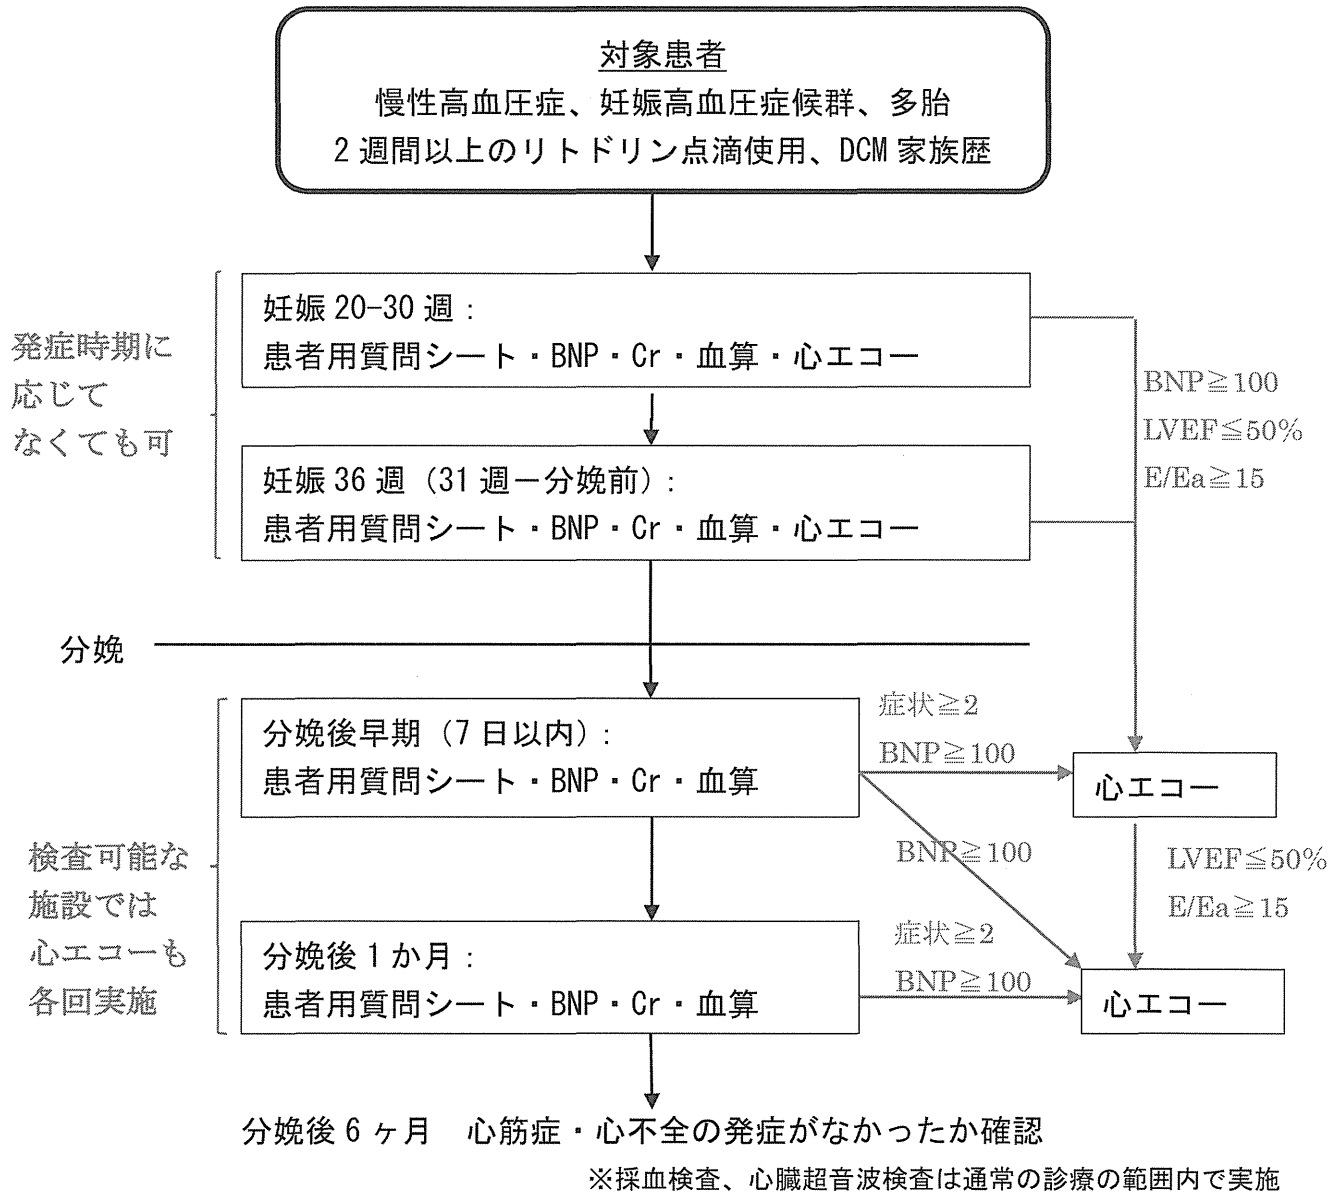 対象患者
慢性高血圧症、妊娠高血圧症候群、多胎
2週間以上のリトドリン点滴使用、DCM家族歴
発症時期に
応じて
なくても可
妊娠20-30週：
患者用質問シート・BNP・Cr・血算・心エコー
妊娠36週（31週－分娩前）：
患者用質問シート・BNP・Cr・血算・心エコー
BNP≧100
LVEF≦50%
E/Ea≧15
分娩
検査可能な
施設では
心エコーも
各回実施
分娩後早期（7日以内）：
患者用質問シート・BNP・Cr・血算
症状≧2
BNP≧100
心エコー
BNP≧100
LVEF≦50%
E/Ea≧15
分娩後1か月：
患者用質問シート・BNP・Cr・血算
症状≧2
BNP≧100
心エコー
分娩後6ヶ月　心筋症・心不全の発症がなかったか確認
※採血検査、心臓超音波検査は通常の診療の範囲内で実施